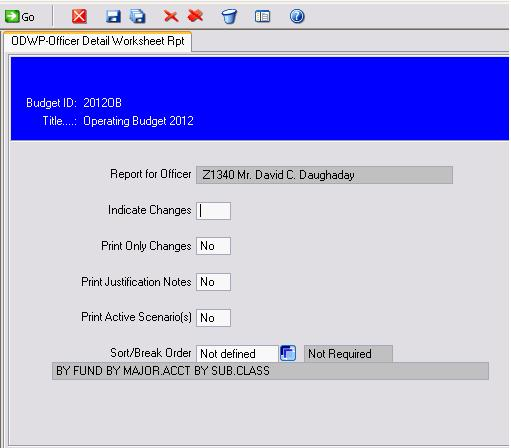 Go
ODWP-Officer Detail Worksheet Rpt
Budget ID: 2012OB
Title....: Operating Budget 2012
Report for Officer Z1340 Mr. David C. Daughaday
Indicate Changes
Print Only Changes No
Print Justification Notes No
Print Active Scenario(s) No
Sort/Break Order Not defined Not Required
BY FUND BY MAJOR.ACCT BY SUB.CLASS